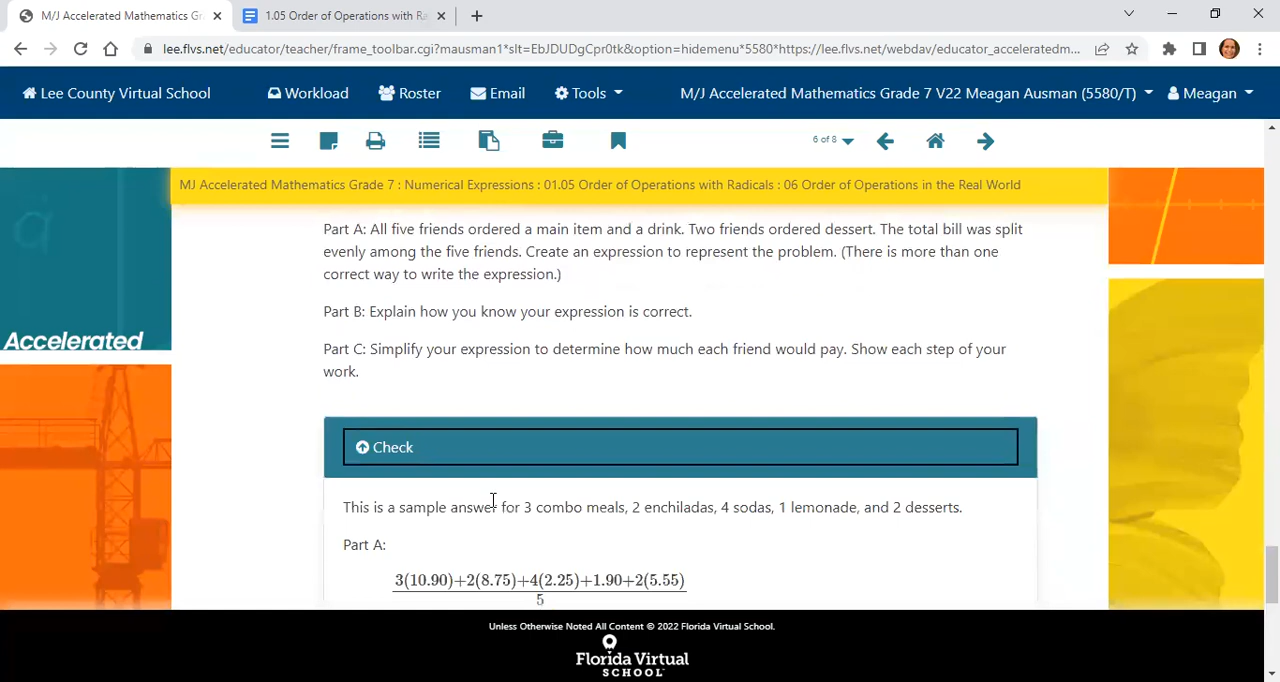 M/J Accelerated Mathematics Gr
1.05 Order of Operations with Ra
lee.flvs.net/educator/teacher/frame_toolbar.cgi?mausman1*slt=EbJDUDgCpr0tk&option=hidemenu*5580*https://lee.flvs.net/webdav/educator_acceleratedm...
Lee County Virtual School Workload Roster Email Tools M/J Accelerated Mathematics Grade 7 V22 Meagan Ausman (5580/T) Meagan
6 of 8
MJ Accelerated Mathematics Grade 7 : Numerical Expressions : 01.05 Order of Operations with Radicals : 06 Order of Operations in the Real World
Part A: All five friends ordered a main item and a drink. Two friends ordered dessert. The total bill was split
evenly among the five friends. Create an expression to represent the problem. (There is more than one
correct way to write the expression.)
Part B: Explain how you know your expression is correct.
Accelerated
Part C: Simplify your expression to determine how much each friend would pay. Show each step of your
work.
Check
This is a sample answer for 3 combo meals, 2 enchiladas, 4 sodas, 1 lemonade, and 2 desserts.
Part A:
3(10.90)+2(8.75)+4(2.25)+1.90+2(5.55)
5
Unless Otherwise Noted All Content © 2022 Florida Virtual School.
Florida Virtual
SCHOOL